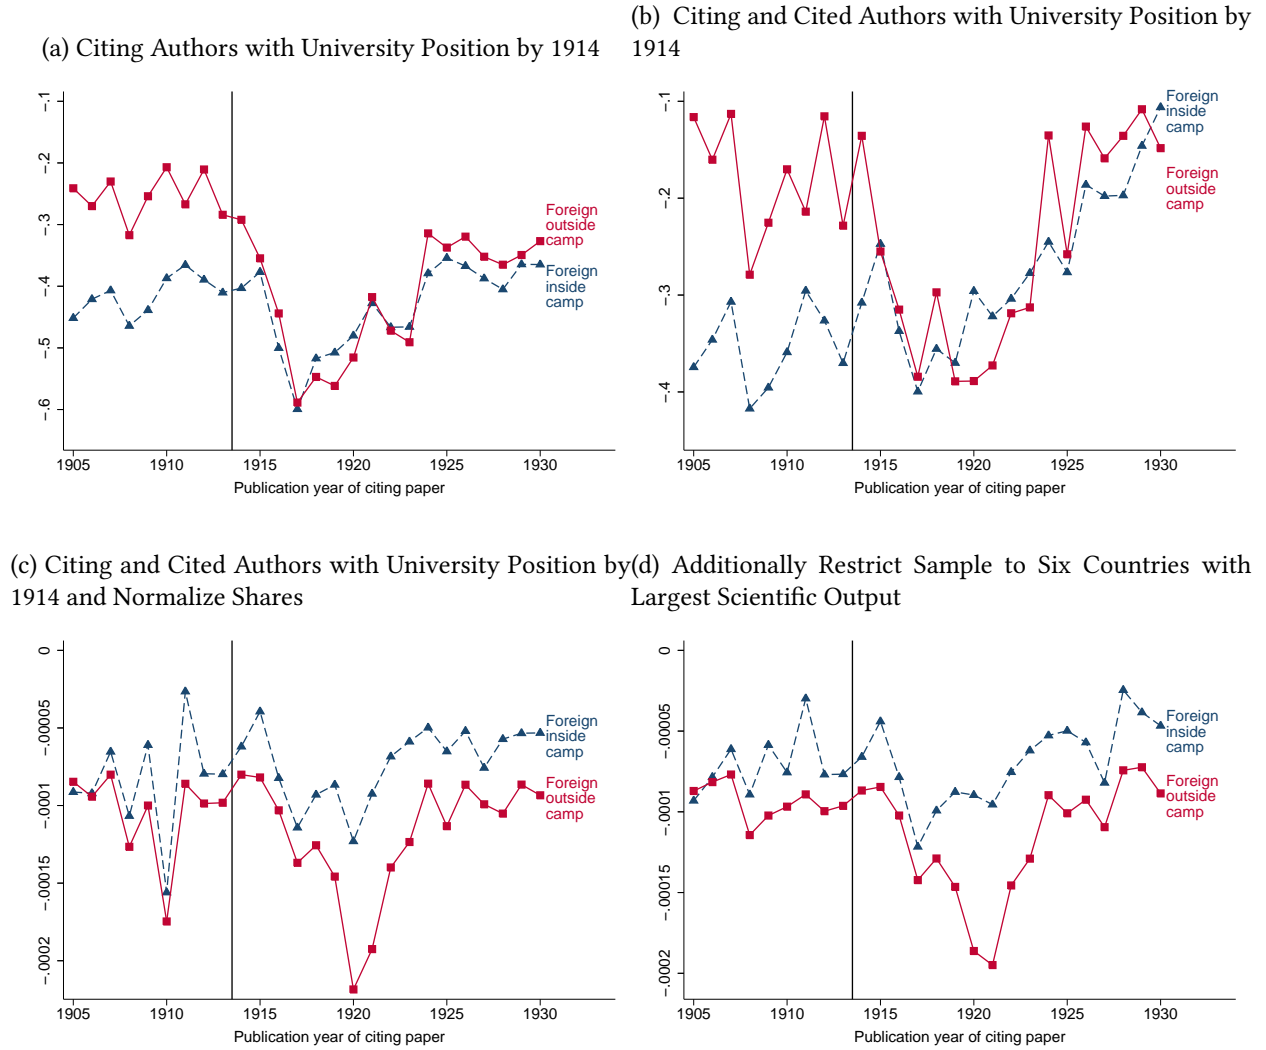 (a) Citing Authors with University Position by 1914
(b) Citing and Cited Authors with University Position by
1914
-.1
-.2
-.3
-.4
-.5
-.6
Foreign
outside
camp
Foreign
inside
camp
1905 1910 1915 1920 1925 1930
Publication year of citing paper
-.1
-.2
-.3
-.4
Foreign
inside
camp
Foreign
outside
camp
1905 1910 1915 1920 1925 1930
Publication year of citing paper
(c) Citing and Cited Authors with University Position by
1914 and Normalize Shares
(d) Additionally Restrict Sample to Six Countries with
Largest Scientific Output
0
-.00005
-.0001
-.00015
-.0002
Foreign
inside
camp
Foreign
outside
camp
1905 1910 1915 1920 1925 1930
Publication year of citing paper
0
-.00005
-.0001
-.00015
-.0002
Foreign
inside
camp
Foreign
outside
camp
1905 1910 1915 1920 1925 1930
Publication year of citing paper